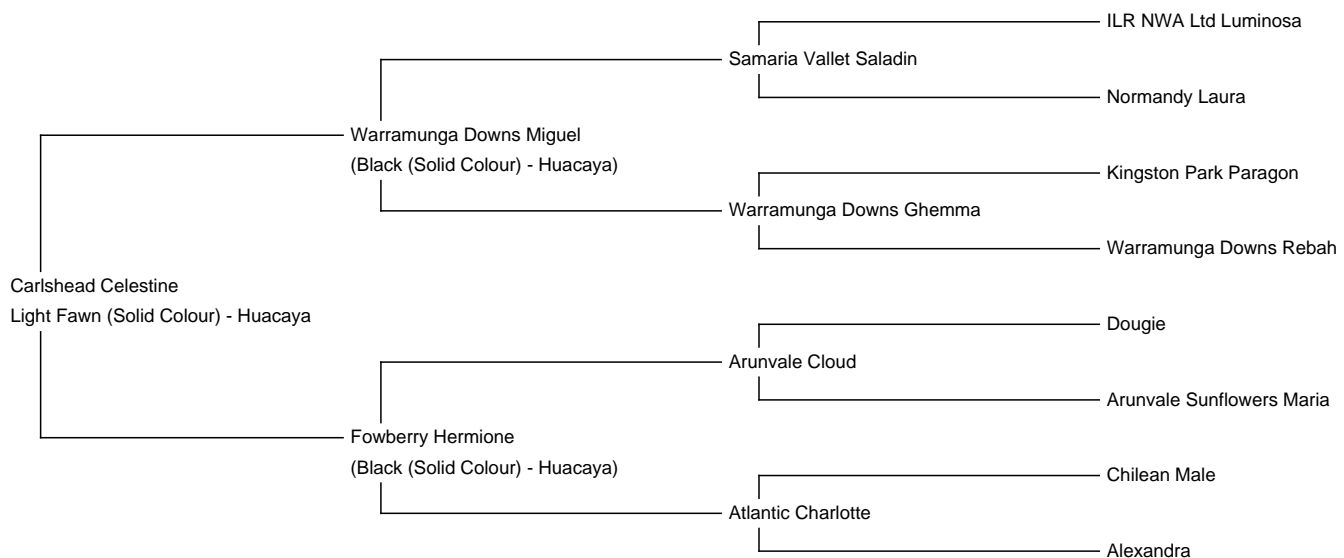 ILR NWA Ltd Luminosa
Samaria Vallet Saladin
Normandy Laura
Warramunga Downs Miguel
(Black (Solid Colour) - Huacaya)
Kingston Park Paragon
Warramunga Downs Ghemma
Warramunga Downs Rebah
Carlshead Celestine
Light Fawn (Solid Colour) - Huacaya
Dougie
Arunvale Cloud
Arunvale Sunflowers Maria
Fowberry Hermione
(Black (Solid Colour) - Huacaya)
Chilean Male
Atlantic Charlotte
Alexandra